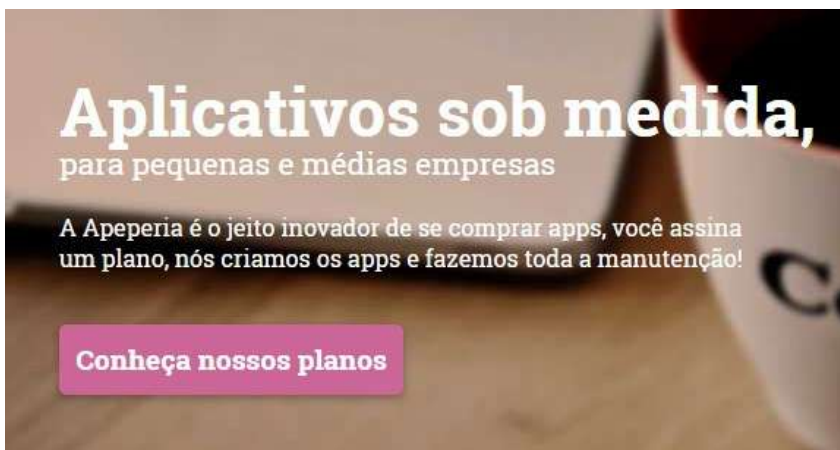 Aplicativos sob medida,
para pequenas e médias empresas
A Apeperia é o jeito inovador de se comprar apps, você assina
um plano, nós criamos os apps e fazemos toda a manutenção!
Conheça nossos planos